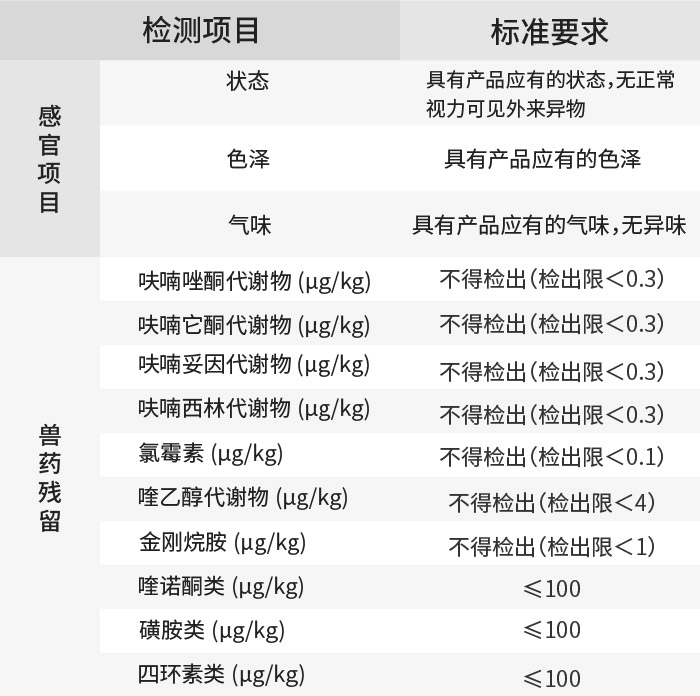 检测项目
标准要求
感官项目
状态
具有产品应有的状态,无正常
视力可见外来异物
色泽
具有产品应有的色泽
气味
具有产品应有的气味,无异味
兽药残留
呋喃唑酮代谢物 (μg/kg)
不得检出(检出限<0.3)
呋喃它酮代谢物 (μg/kg)
不得检出(检出限<0.3)
呋喃妥因代谢物 (μg/kg)
不得检出(检出限<0.3)
呋喃西林代谢物 (μg/kg)
不得检出(检出限<0.3)
氯霉素 (μg/kg)
不得检出(检出限<0.1)
喹乙醇代谢物 (μg/kg)
不得检出(检出限<4)
金刚烷胺 (μg/kg)
不得检出(检出限<1)
喹诺酮类 (μg/kg)
≤100
磺胺类 (μg/kg)
≤100
四环素类 (μg/kg)
≤100